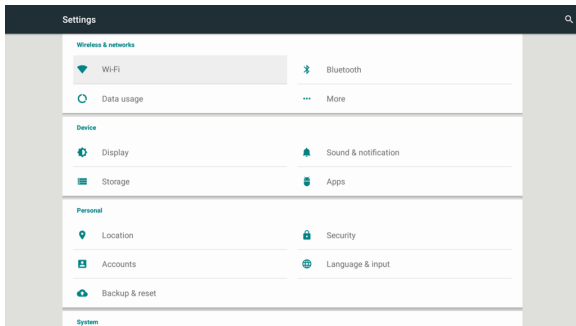 Settings
Wireless & networks
Wi-Fi
Bluetooth
Data usage
More
Device
Display
Sound & notification
Storage
Apps
Personal
Location
Security
Accounts
Language & input
Backup & reset
System